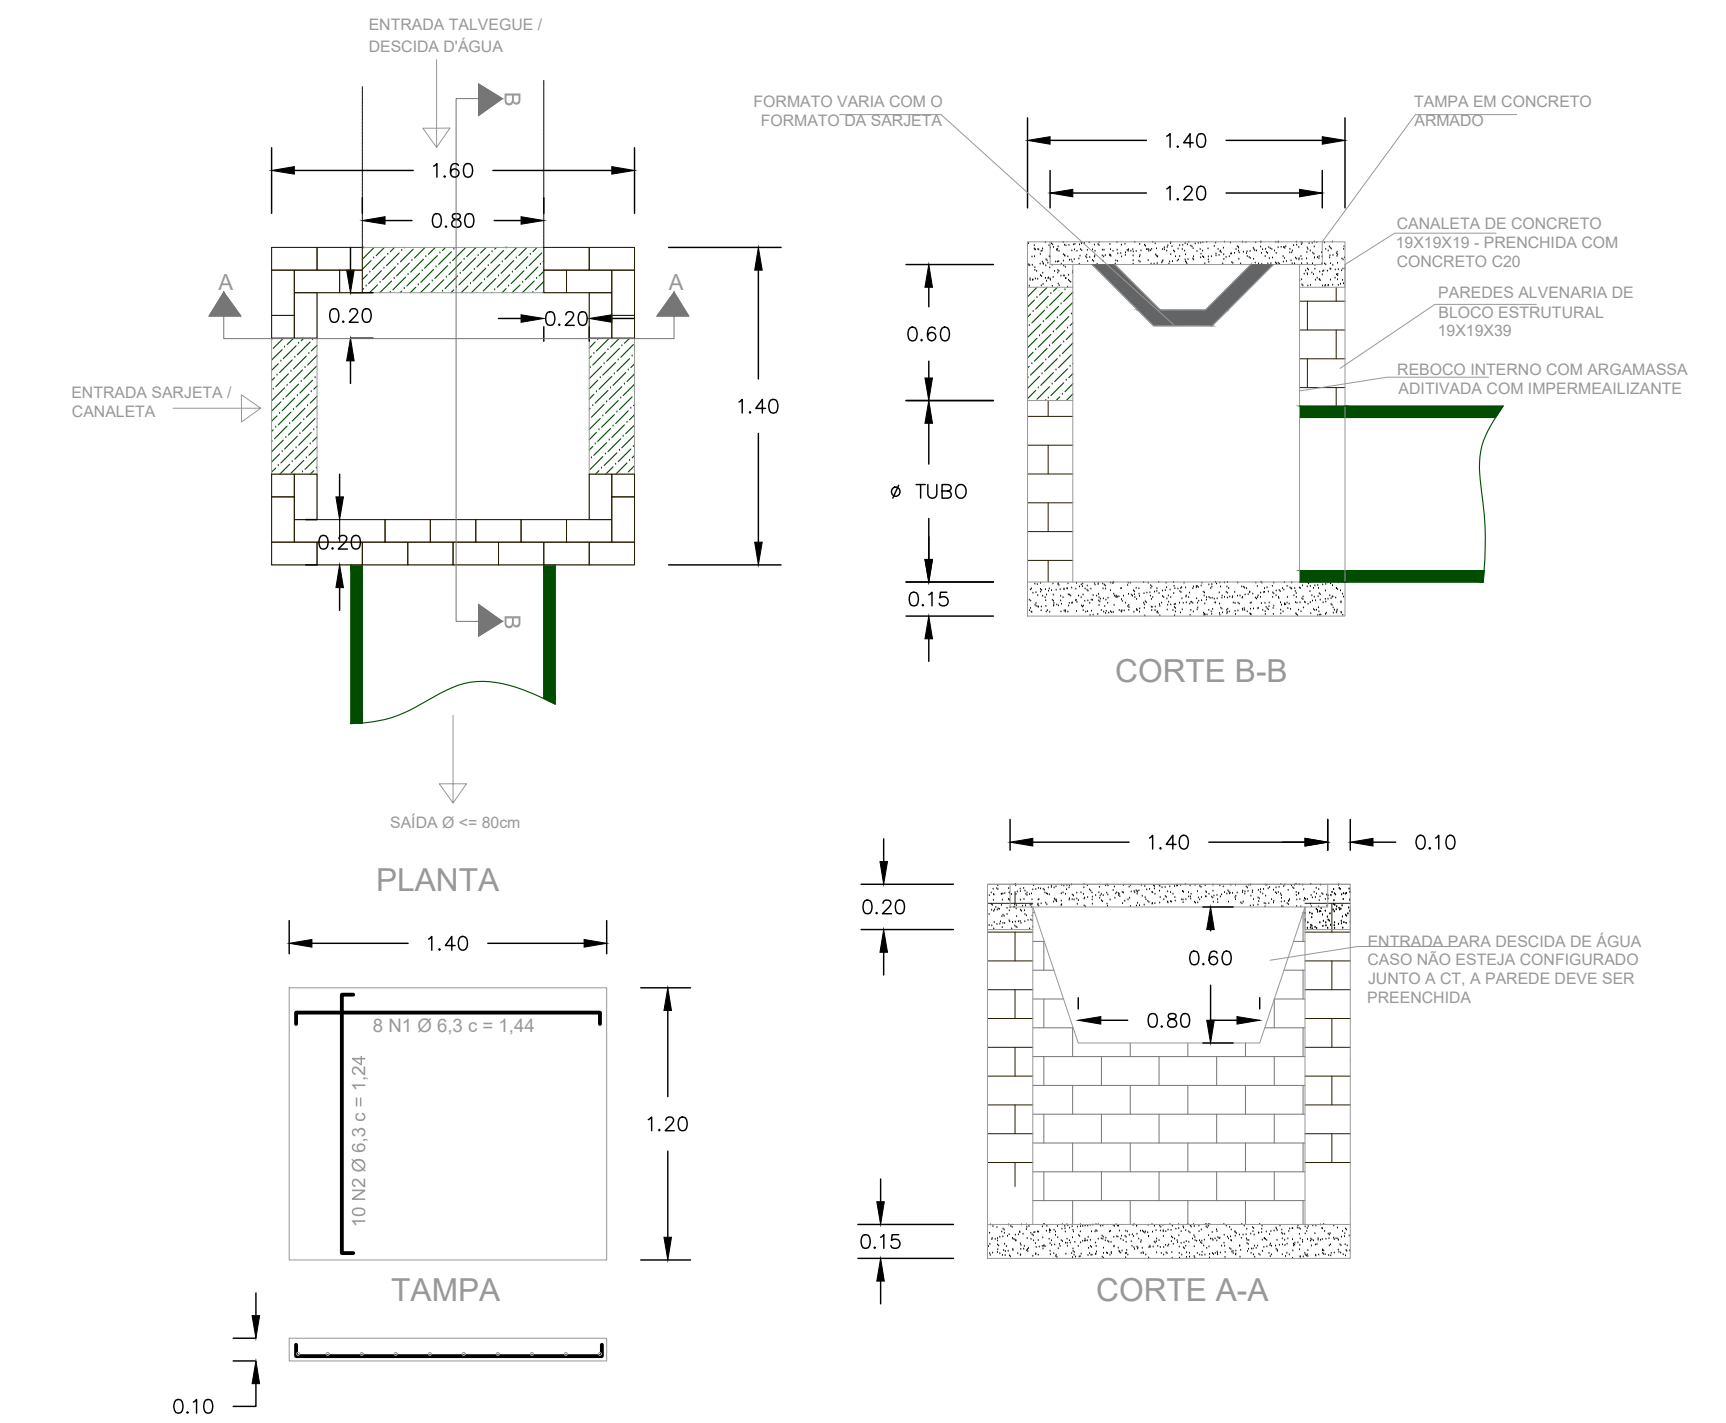 ENTRADA TALVEGUE /
DESCIDA D'ÁGUA
B
1.60
0.80
A
A
0.20
0.20
ENTRADA SARJETA /
CANALETA
1.40
0.20
B
SAÍDA Ø <= 80cm
PLANTA
FORMATO VARIA COM O
FORMATO DA SARJETA
TAMPA EM CONCRETO
ARMADO
1.40
1.20
CANALETA DE CONCRETO
19X19X19 - PRENCHIDA COM
CONCRETO C20
PAREDES ALVENARIA DE
BLOCO ESTRUTURAL
19X19X39
0.60
REBOCO INTERNO COM ARGAMASSA
ADITIVADA COM IMPERMEAILIZANTE
ø TUBO
0.15
CORTE B-B
1.40
8 N1 Ø 6,3 c = 1,44
10 N2 Ø 6,3 c = 1,24
1.20
TAMPA
0.10
1.40
0.10
0.20
0.60
ENTRADA PARA DESCIDA DE ÁGUA
CASO NÃO ESTEJA CONFIGURADO
JUNTO A CT, A PAREDE DEVE SER
PREENCHIDA
0.80
0.15
CORTE A-A